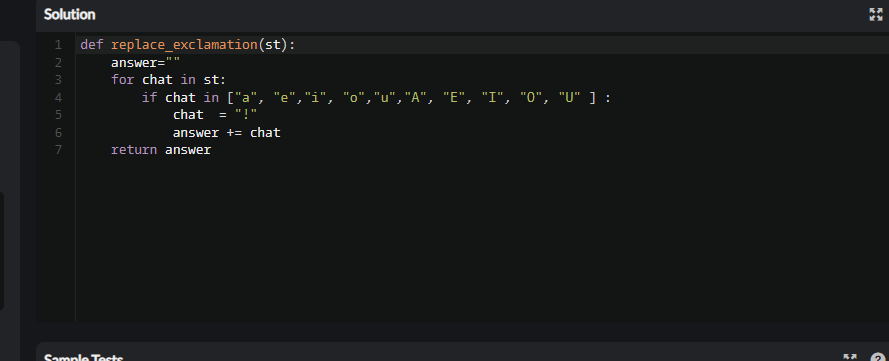 Solution
1 def replace_exclamation(st):
2     answer=""
3     for chat in st:
4         if chat in ["a", "e","i", "o","u","A", "E", "I", "O", "U" ] :
5             chat  = "!"
6             answer += chat
7     return answer
Sample Tests
?